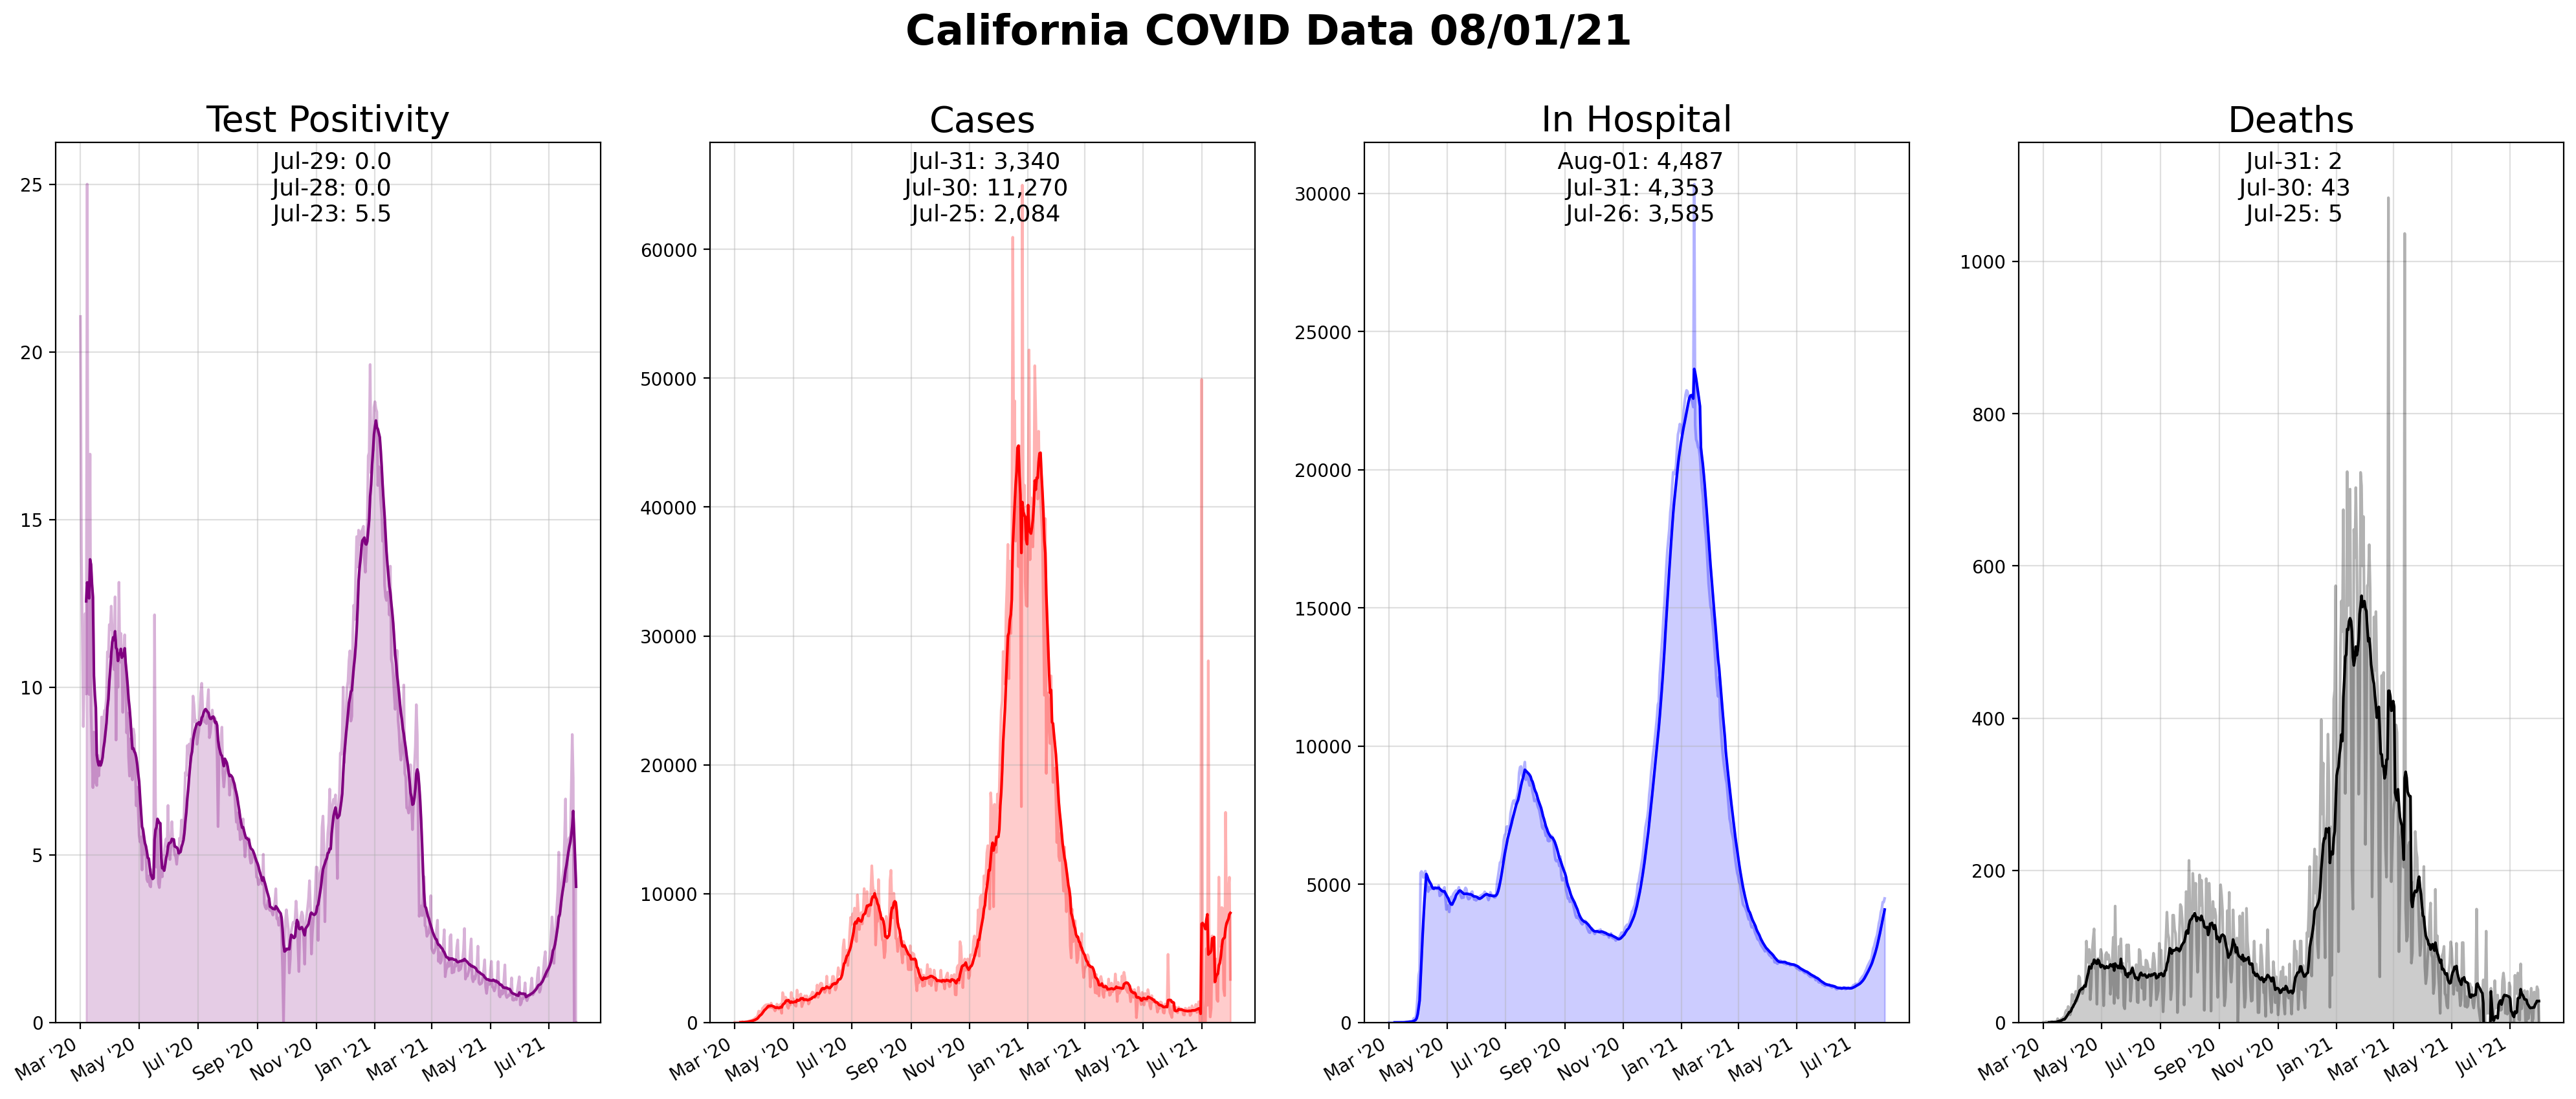 California COVID Data 08/01/21
Test Positivity
Jul-29: 0.0
Jul-28: 0.0
Jul-23: 5.5
25
20
15
10
5
0
Mar '20
May '20
Jul '20
Sep '20
Nov '20
Jan '21
Mar '21
May '21
Jul '21
Cases
Jul-31: 3,340
Jul-30: 11,270
Jul-25: 2,084
60000
50000
40000
30000
20000
10000
0
Mar '20
May '20
Jul '20
Sep '20
Nov '20
Jan '21
Mar '21
May '21
Jul '21
In Hospital
Aug-01: 4,487
Jul-31: 4,353
Jul-26: 3,585
30000
25000
20000
15000
10000
5000
0
Mar '20
May '20
Jul '20
Sep '20
Nov '20
Jan '21
Mar '21
May '21
Jul '21
Deaths
Jul-31: 2
Jul-30: 43
Jul-25: 5
1000
800
600
400
200
0
Mar '20
May '20
Jul '20
Sep '20
Nov '20
Jan '21
Mar '21
May '21
Jul '21